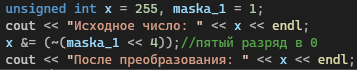 unsigned int x = 255, maska_1 = 1;
cout << "Исходное число: " << x << endl;
x &= (~(maska_1 << 4));//пятый разряд в 0
cout << "После преобразования: " << x << endl;